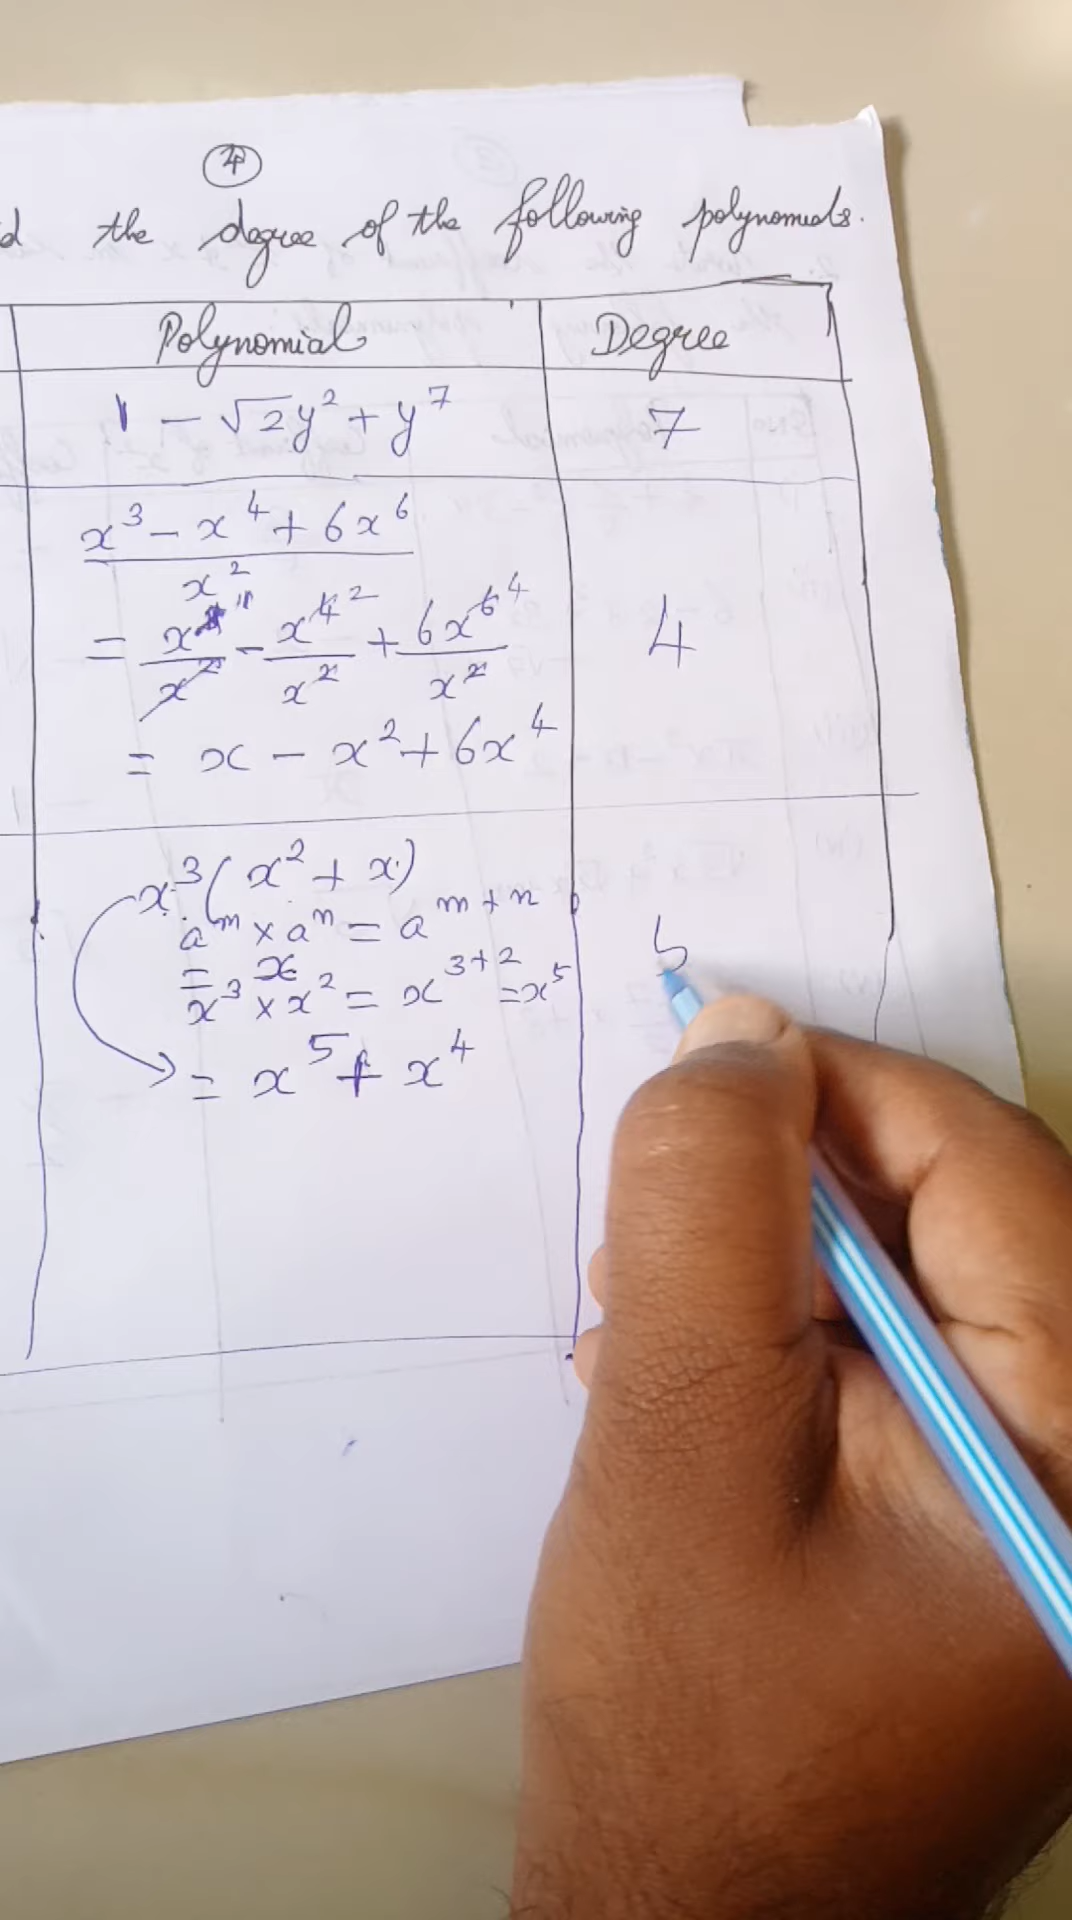 4
d the degree of the following polynomials.
Polynomial Degree
1 - √2y² + y⁷ 7
x³ - x⁴ + 6x⁶
x²
= x³/x² - x⁴ ²/x² + 6x⁶ ⁴/x² 4
= x - x² + 6x⁴
x³(x² + x)
aᵐ × aⁿ = aᵐ⁺ⁿ 5
= x
x³ × x² = x³⁺² = x⁵
= x⁵ + x⁴